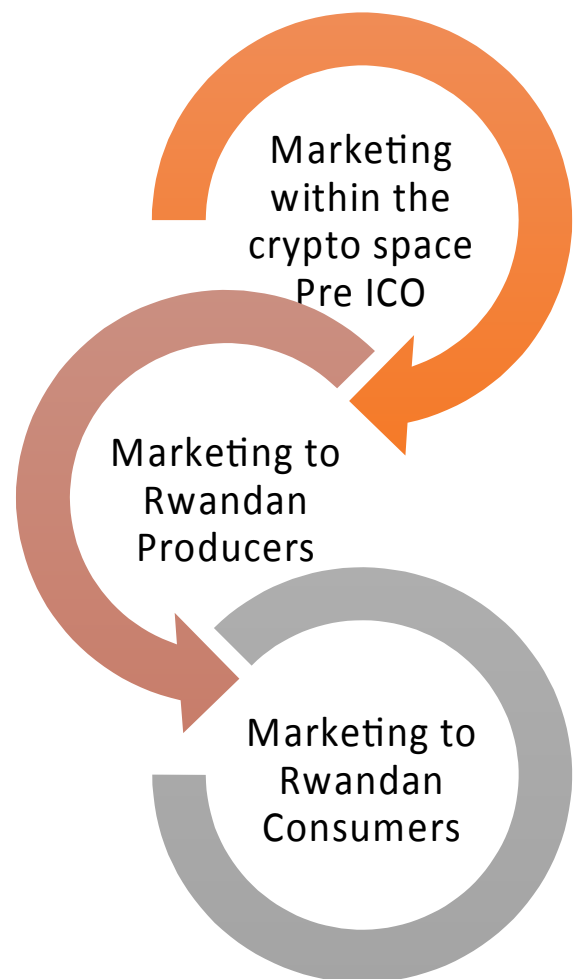 Marketing
within the
crypto space
Pre ICO
Marketing to
Rwandan
Producers
Marketing to
Rwandan
Consumers